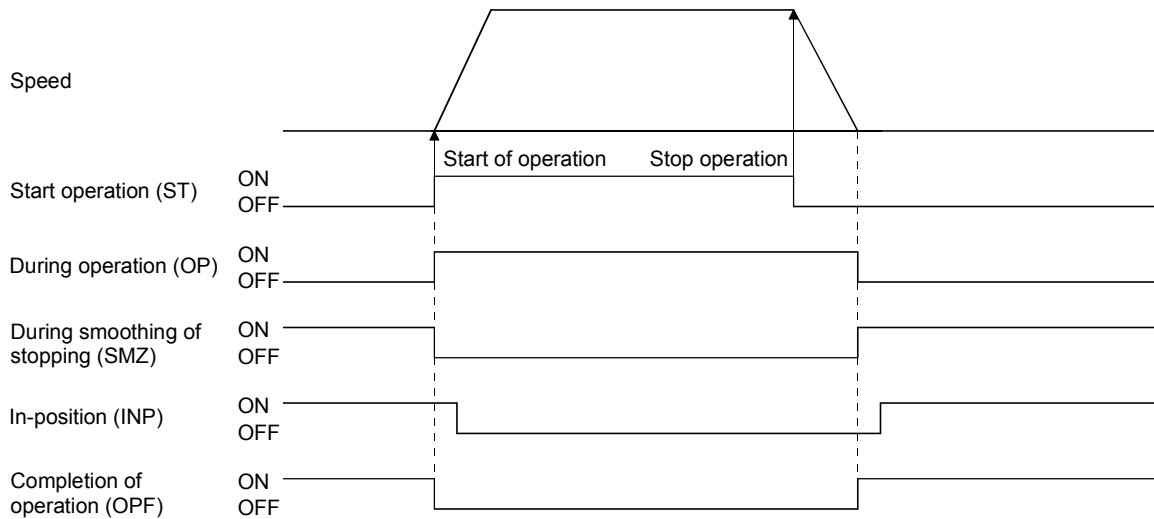 Speed
Start of operation Stop operation
Start operation (ST) ON
OFF
During operation (OP) ON
OFF
During smoothing of
stopping (SMZ) ON
OFF
In-position (INP) ON
OFF
Completion of
operation (OPF) ON
OFF